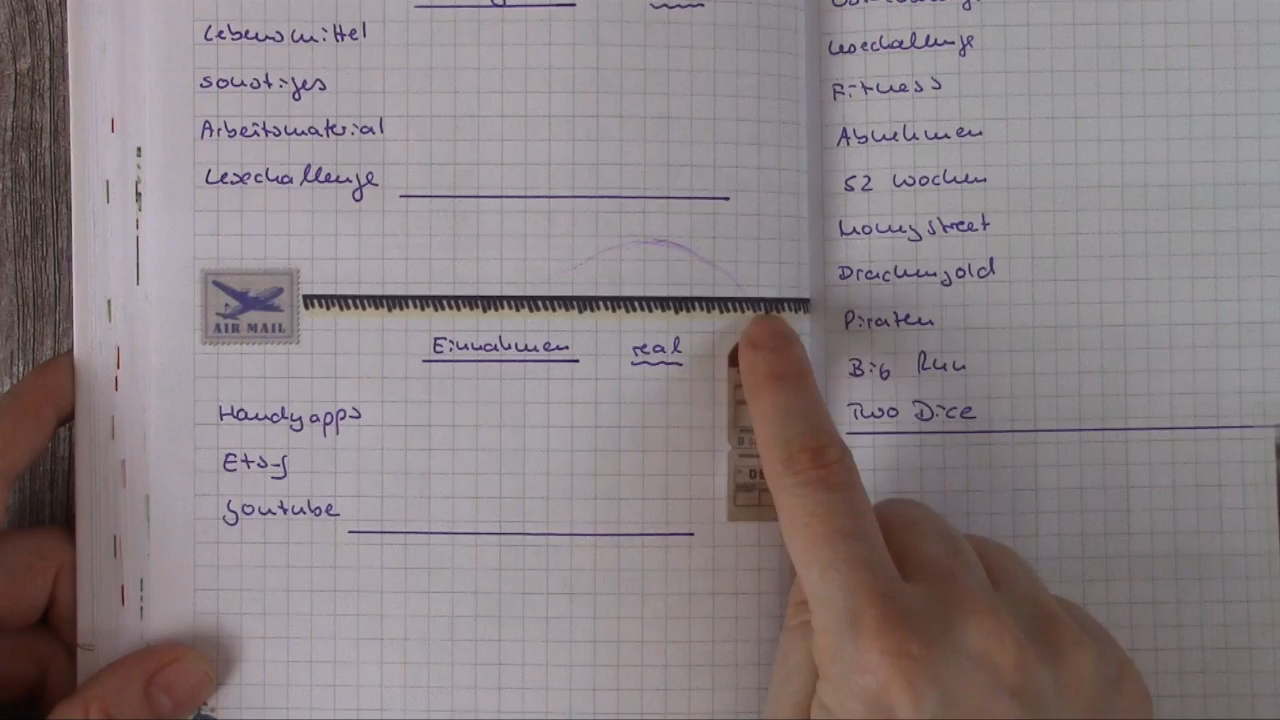 Lebensmittel
Sonstiges
Arbeitsmaterial
Lesechallenge
AIR MAIL
Einnahmen real
Handyapps
Etsy
Youtube
Lesechallenge
Fitness
Abnehmen
52 Wochen
Moneystreet
Drachengold
Piraten
Big Run
Two Dice